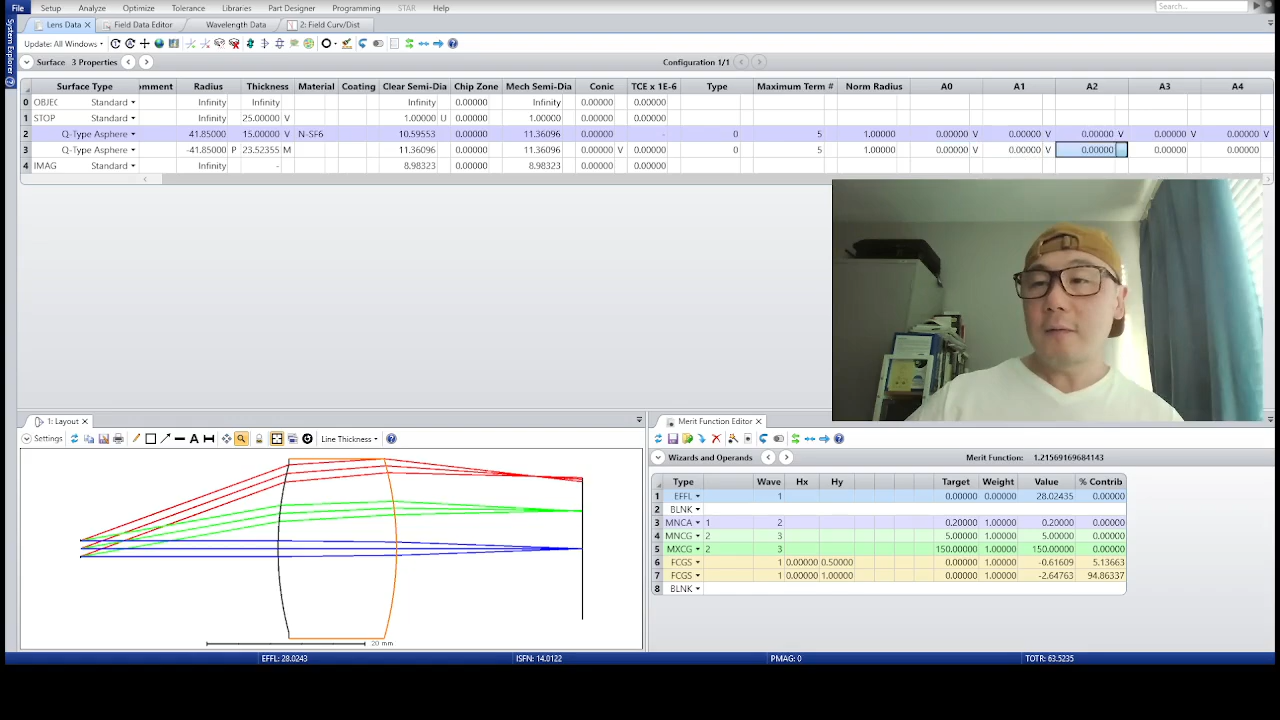 File Setup Analyze Optimize Tolerance Libraries Part Designer Programming STAR Help Search...
System Explorer
Lens Data Field Data Editor Wavelength Data 2: Field Curv/Dist
Update: All Windows
Surface 3 Properties Configuration 1/1
Surface Type mment Radius Thickness Material Coating Clear Semi-Dia Chip Zone Mech Semi-Dia Conic TCE x 1E-6 Type Maximum Term # Norm Radius A0 A1 A2 A3 A4
0 OBJEC Standard Infinity Infinity Infinity 0.00000 Infinity 0.00000 0.00000
1 STOP Standard Infinity 25.00000 V 1.00000 U 0.00000 1.00000 0.00000 0.00000
2 Q-Type Asphere 41.85000 15.00000 V N-SF6 10.59553 0.00000 11.36096 0.00000 - 0 5 1.00000 0.00000 V 0.00000 V 0.00000 V 0.00000 V 0.00000 V
3 Q-Type Asphere -41.85000 P 23.52355 M 11.36096 0.00000 11.36096 0.00000 V 0.00000 0 5 1.00000 0.00000 V 0.00000 V 0.00000 0.00000 0.00000
4 IMAG Standard Infinity - 8.98323 0.00000 8.98323 0.00000 0.00000
1: Layout
Settings A Line Thickness
20 mm
Merit Function Editor
Wizards and Operands Merit Function: 1.21569169684143
Type Wave Hx Hy Target Weight Value % Contrib
1 EFFL 1 0.00000 0.00000 28.02435 0.00000
2 BLNK
3 MNCA 1 2 0.20000 1.00000 0.20000 0.00000
4 MNCG 2 3 5.00000 1.00000 5.00000 0.00000
5 MXCG 2 3 150.00000 1.00000 150.00000 0.00000
6 FCGS 1 0.00000 0.50000 0.00000 1.00000 -0.61609 5.13663
7 FCGS 1 0.00000 1.00000 0.00000 1.00000 -2.64763 94.86337
8 BLNK
EFFL: 28.0243 ISFN: 14.0122 PMAG: 0 TOTR: 63.5235